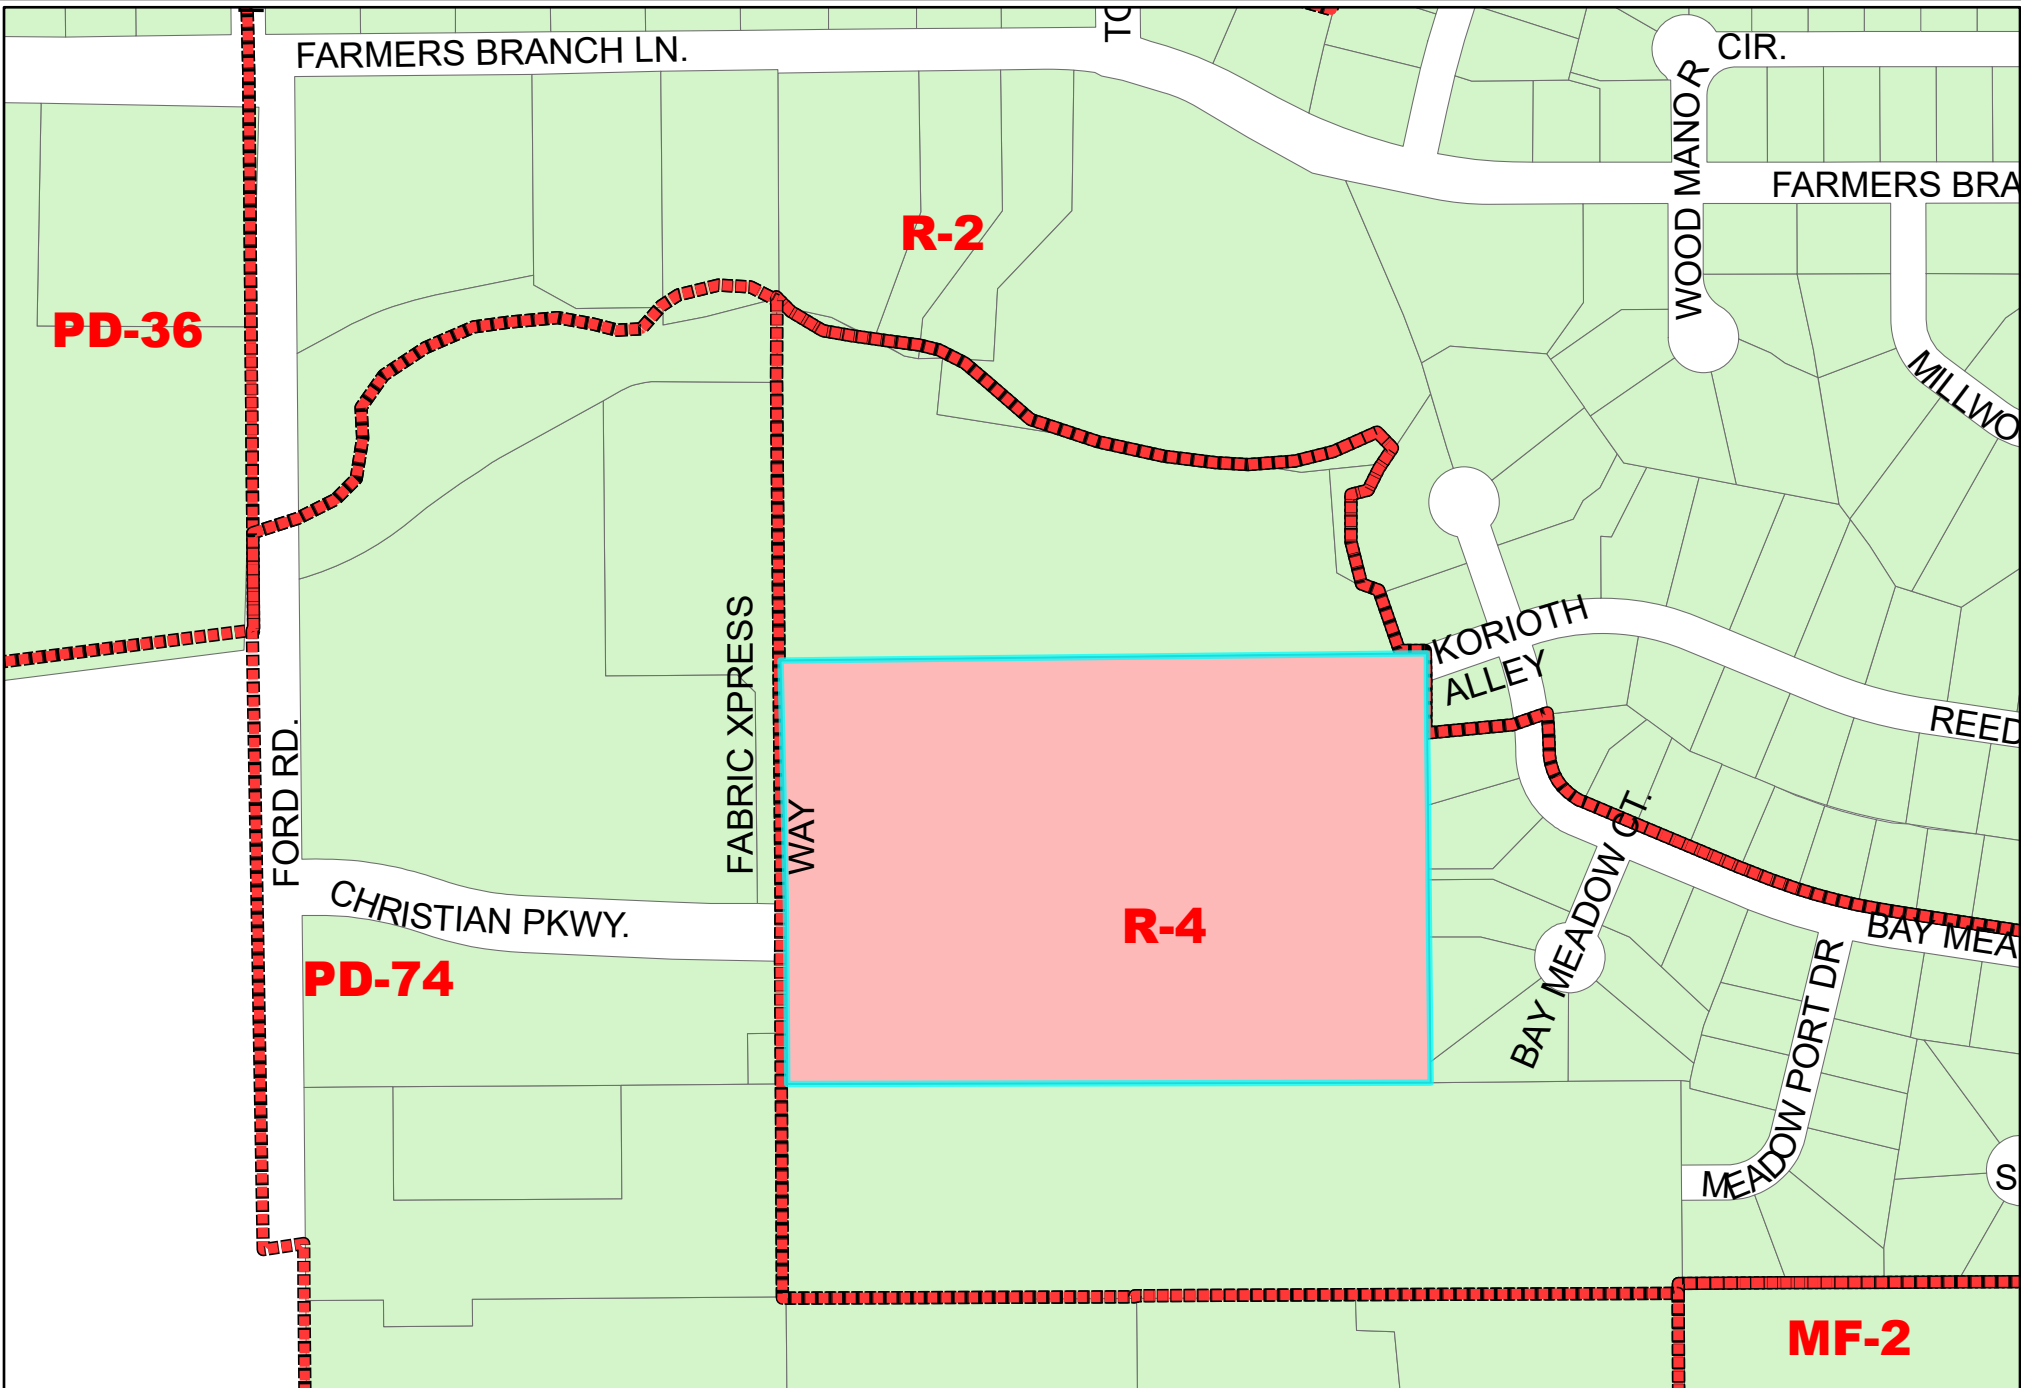 FARMERS BRANCH LN.
CIR.
WOOD MANOR
FARMERS BRA
R-2
PD-36
MILLWO
KORIOTH
ALLEY
REED
FABRIC XPRESS
WAY
FORD RD.
CHRISTIAN PKWY.
R-4
PD-74
BAY MEADOW CT.
BAY MEA
MEADOW PORT DR
S
MF-2